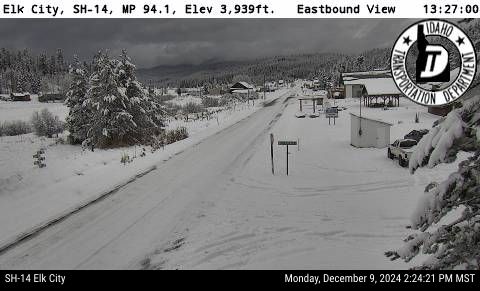 Elk City, SH-14, MP 94.1, Elev 3,939ft. Eastbound View 13:27:00
IDAHO
TRANSPORTATION DEPARTMENT
SH-14 Elk City Monday, December 9, 2024 2:24:21 PM MST